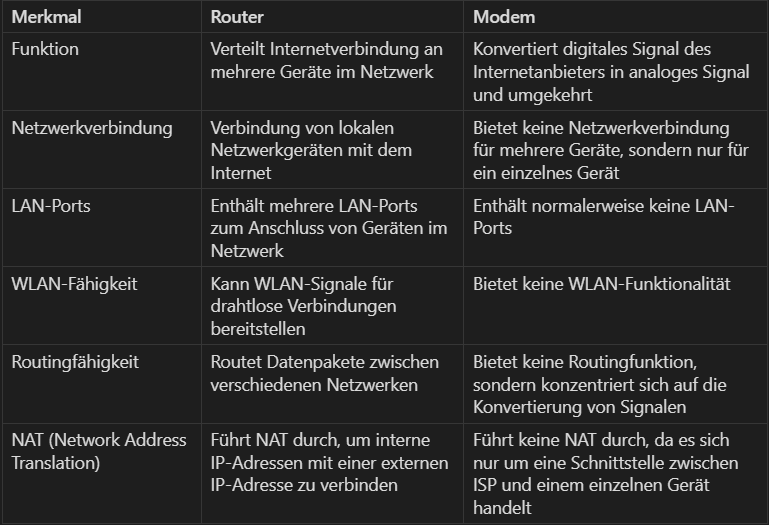 Merkmal Router Modem
Funktion Verteilt Internetverbindung an Konvertiert digitales Signal des
mehrere Geräte im Netzwerk Internetanbieters in analoges Signal
und umgekehrt
Netzwerkverbindung Verbindung von lokalen Bietet keine Netzwerkverbindung
Netzwerkgeräten mit dem für mehrere Geräte, sondern nur für
Internet ein einzelnes Gerät
LAN-Ports Enthält mehrere LAN-Ports Enthält normalerweise keine LAN-
zum Anschluss von Geräten im Ports
Netzwerk
WLAN-Fähigkeit Kann WLAN-Signale für Bietet keine WLAN-Funktionalität
drahtlose Verbindungen
bereitstellen
Routingfähigkeit Routet Datenpakete zwischen Bietet keine Routingfunktion,
verschiedenen Netzwerken sondern konzentriert sich auf die
Konvertierung von Signalen
NAT (Network Address Führt NAT durch, um interne Führt keine NAT durch, da es sich
Translation) IP-Adressen mit einer externen nur um eine Schnittstelle zwischen
IP-Adresse zu verbinden ISP und einem einzelnen Gerät
handelt